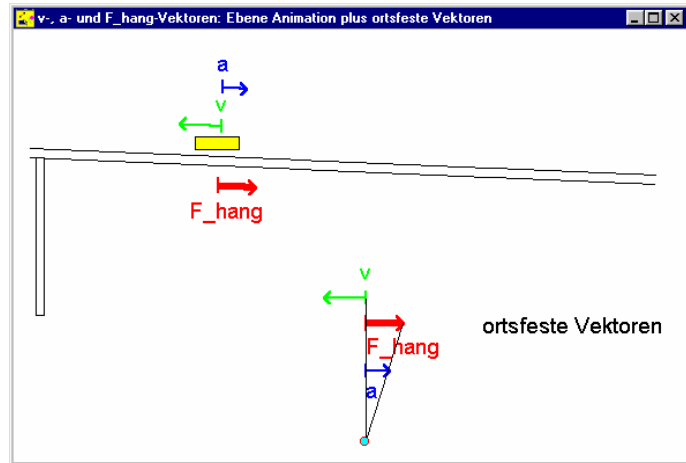 v-, a- und F_hang-Vektoren: Ebene Animation plus ortsfeste Vektoren
a
v
F_hang
v
ortsfeste Vektoren
F_hang
a